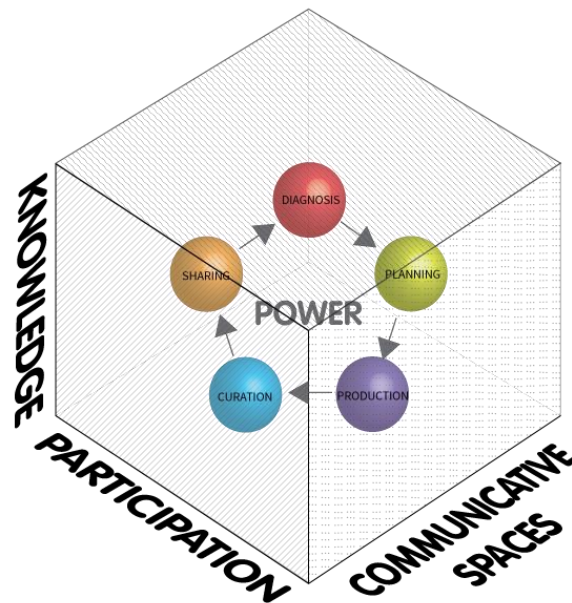 DIAGNOSIS
SHARING
PLANNING
POWER
CURATION
PRODUCTION
KNOWLEDGE
PARTICIPATION
COMMUNICATIVE
SPACES